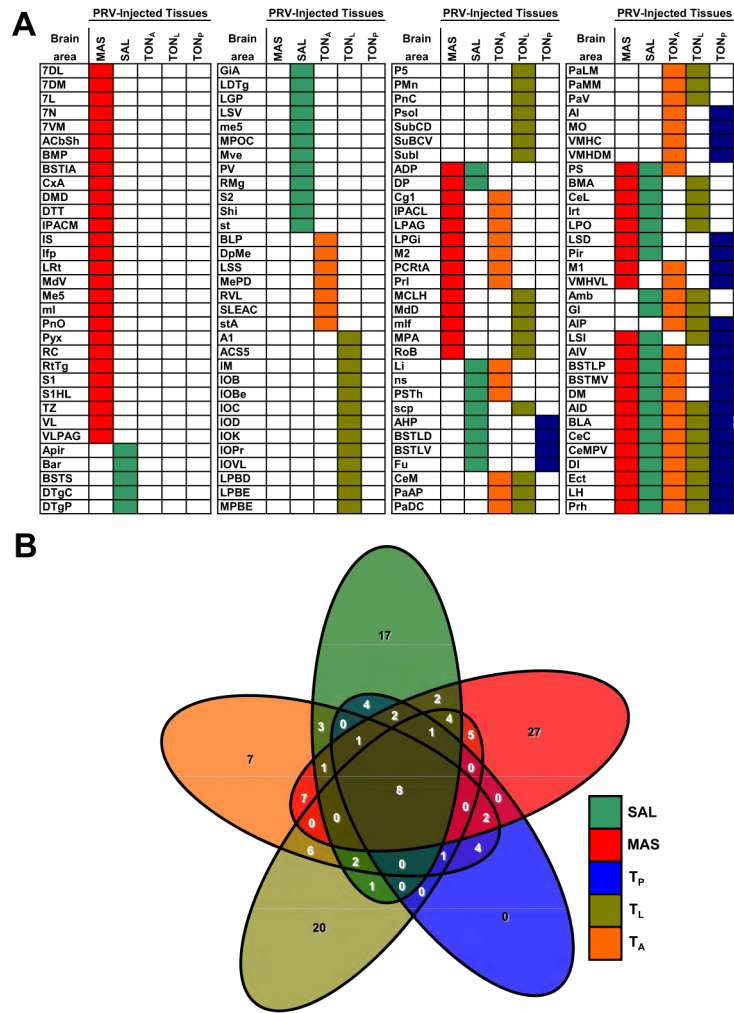 A
PRV-Injected Tissues PRV-Injected Tissues PRV-Injected Tissues PRV-Injected Tissues
Brain area MAS SAL TONA TONL TONP Brain area MAS SAL TONA TONL TONP Brain area MAS SAL TONA TONL TONP Brain area MAS SAL TONA TONL TONP
7DL GiA P5 PaLM
7DM LDTg PMn PaMM
7L LGP PnC PaV
7N LSV Psol AI
7VM me5 SubCD MO
ACbSh MPOC SuBCV VMHC
BMP Mve SubI VMHDM
BSTIA PV ADP PS
CxA RMg DP BMA
DMD S2 Cg1 CeL
DTT Shi IPACL Irt
IPACM st LPAG LPO
IS BLP LPGi LSD
Ifp DpMe M2 Pir
LRt LSS PCRtA M1
MdV MePD Prl VMHVL
Me5 RVL MCLH Amb
ml SLEAC MdD GI
PnO stA mlf AIP
Pyx A1 MPA LSI
RC ACS5 RoB AIV
RtTg IM Li BSTLP
S1 IOB ns BSTMV
S1HL IOBe PSTh DM
TZ IOC scp AID
VL IOD AHP BLA
VLPAG IOK BSTLD CeC
Apir IOPr BSTLV CeMPV
Bar IOVL Fu DI
BSTS LPBD CeM Ect
DTgC LPBE PaAP LH
DTgP MPBE PaDC Prh
B
17
4 2
3 0 2 4 27
7 1 1 5
1 0
8
7 0 0
0 0 2
6 1 4
2 0
1 0 0
20 0
SAL
MAS
TP
TL
TA